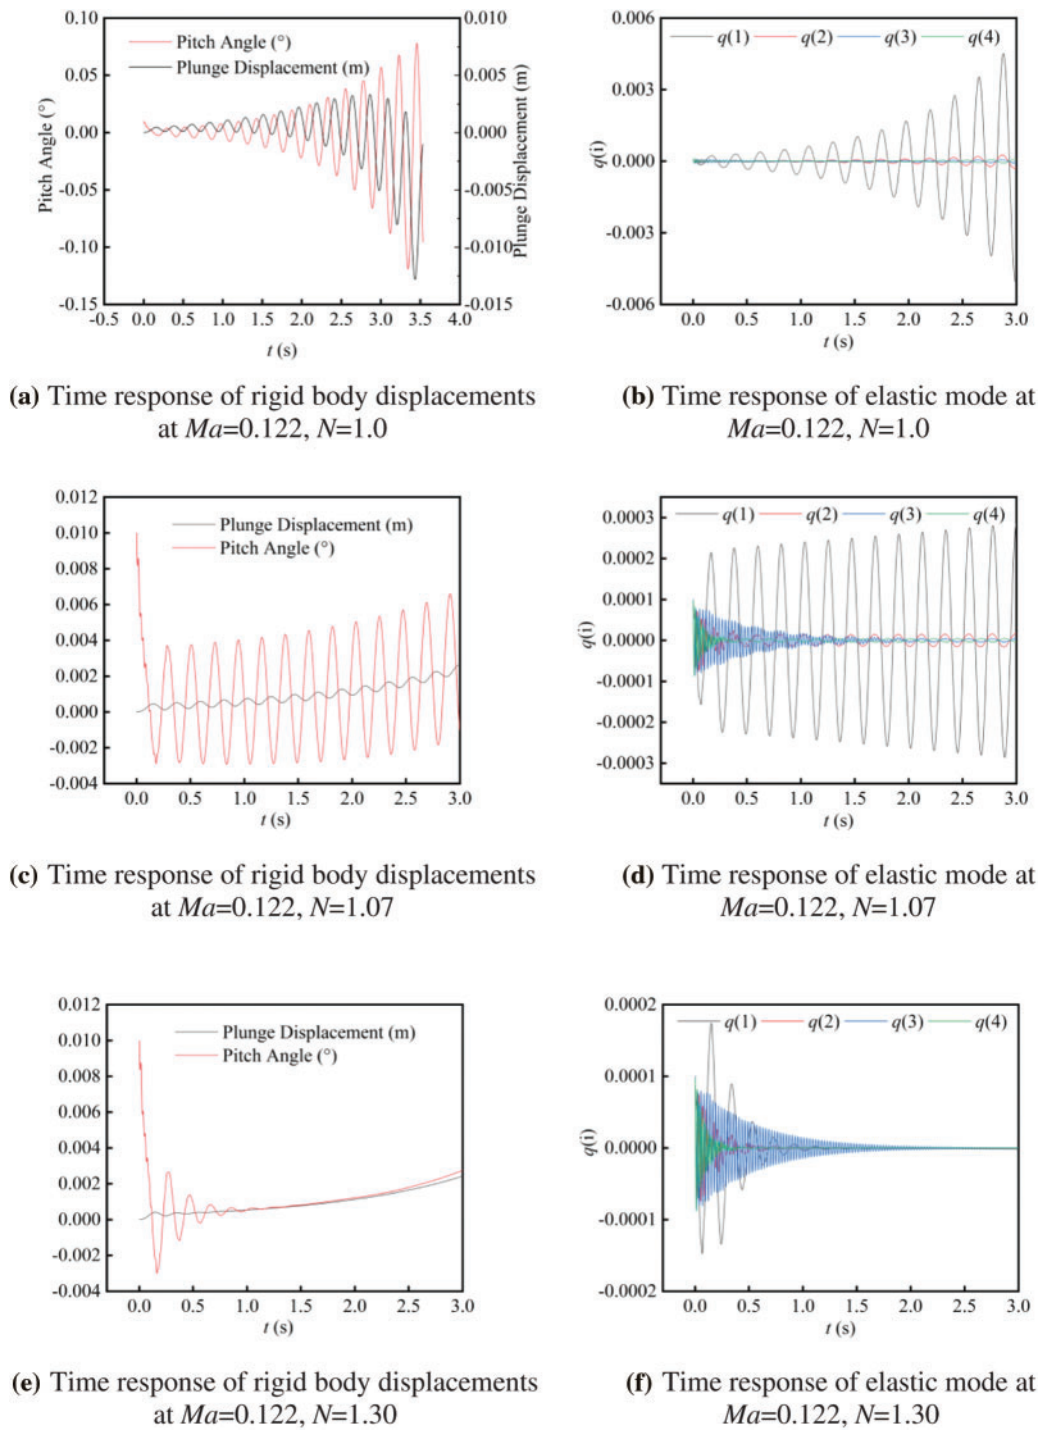 Pitch Angle (°)
Plunge Displacement (m)
0.10
0.05
0.00
-0.05
-0.10
-0.15
Pitch Angle (°)
0.010
0.005
0.000
-0.005
-0.010
-0.015
Plunge Displacement (m)
-0.5 0.0 0.5 1.0 1.5 2.0 2.5 3.0 3.5 4.0
t (s)
(a) Time response of rigid body displacements
at Ma=0.122, N=1.0
q(1) q(2) q(3) q(4)
0.006
0.003
0.000
-0.003
-0.006
q(i)
0.0 0.5 1.0 1.5 2.0 2.5 3.0
t (s)
(b) Time response of elastic mode at
Ma=0.122, N=1.0
Plunge Displacement (m)
Pitch Angle (°)
0.012
0.010
0.008
0.006
0.004
0.002
0.000
-0.002
-0.004
0.0 0.5 1.0 1.5 2.0 2.5 3.0
t (s)
(c) Time response of rigid body displacements
at Ma=0.122, N=1.07
q(1) q(2) q(3) q(4)
0.0003
0.0002
0.0001
0.0000
-0.0001
-0.0002
-0.0003
q(i)
0.0 0.5 1.0 1.5 2.0 2.5 3.0
t (s)
(d) Time response of elastic mode at
Ma=0.122, N=1.07
Plunge Displacement (m)
Pitch Angle (°)
0.012
0.010
0.008
0.006
0.004
0.002
0.000
-0.002
-0.004
0.0 0.5 1.0 1.5 2.0 2.5 3.0
t (s)
(e) Time response of rigid body displacements
at Ma=0.122, N=1.30
q(1) q(2) q(3) q(4)
0.0002
0.0001
0.0000
-0.0001
-0.0002
q(i)
0.0 0.5 1.0 1.5 2.0 2.5 3.0
t (s)
(f) Time response of elastic mode at
Ma=0.122, N=1.30